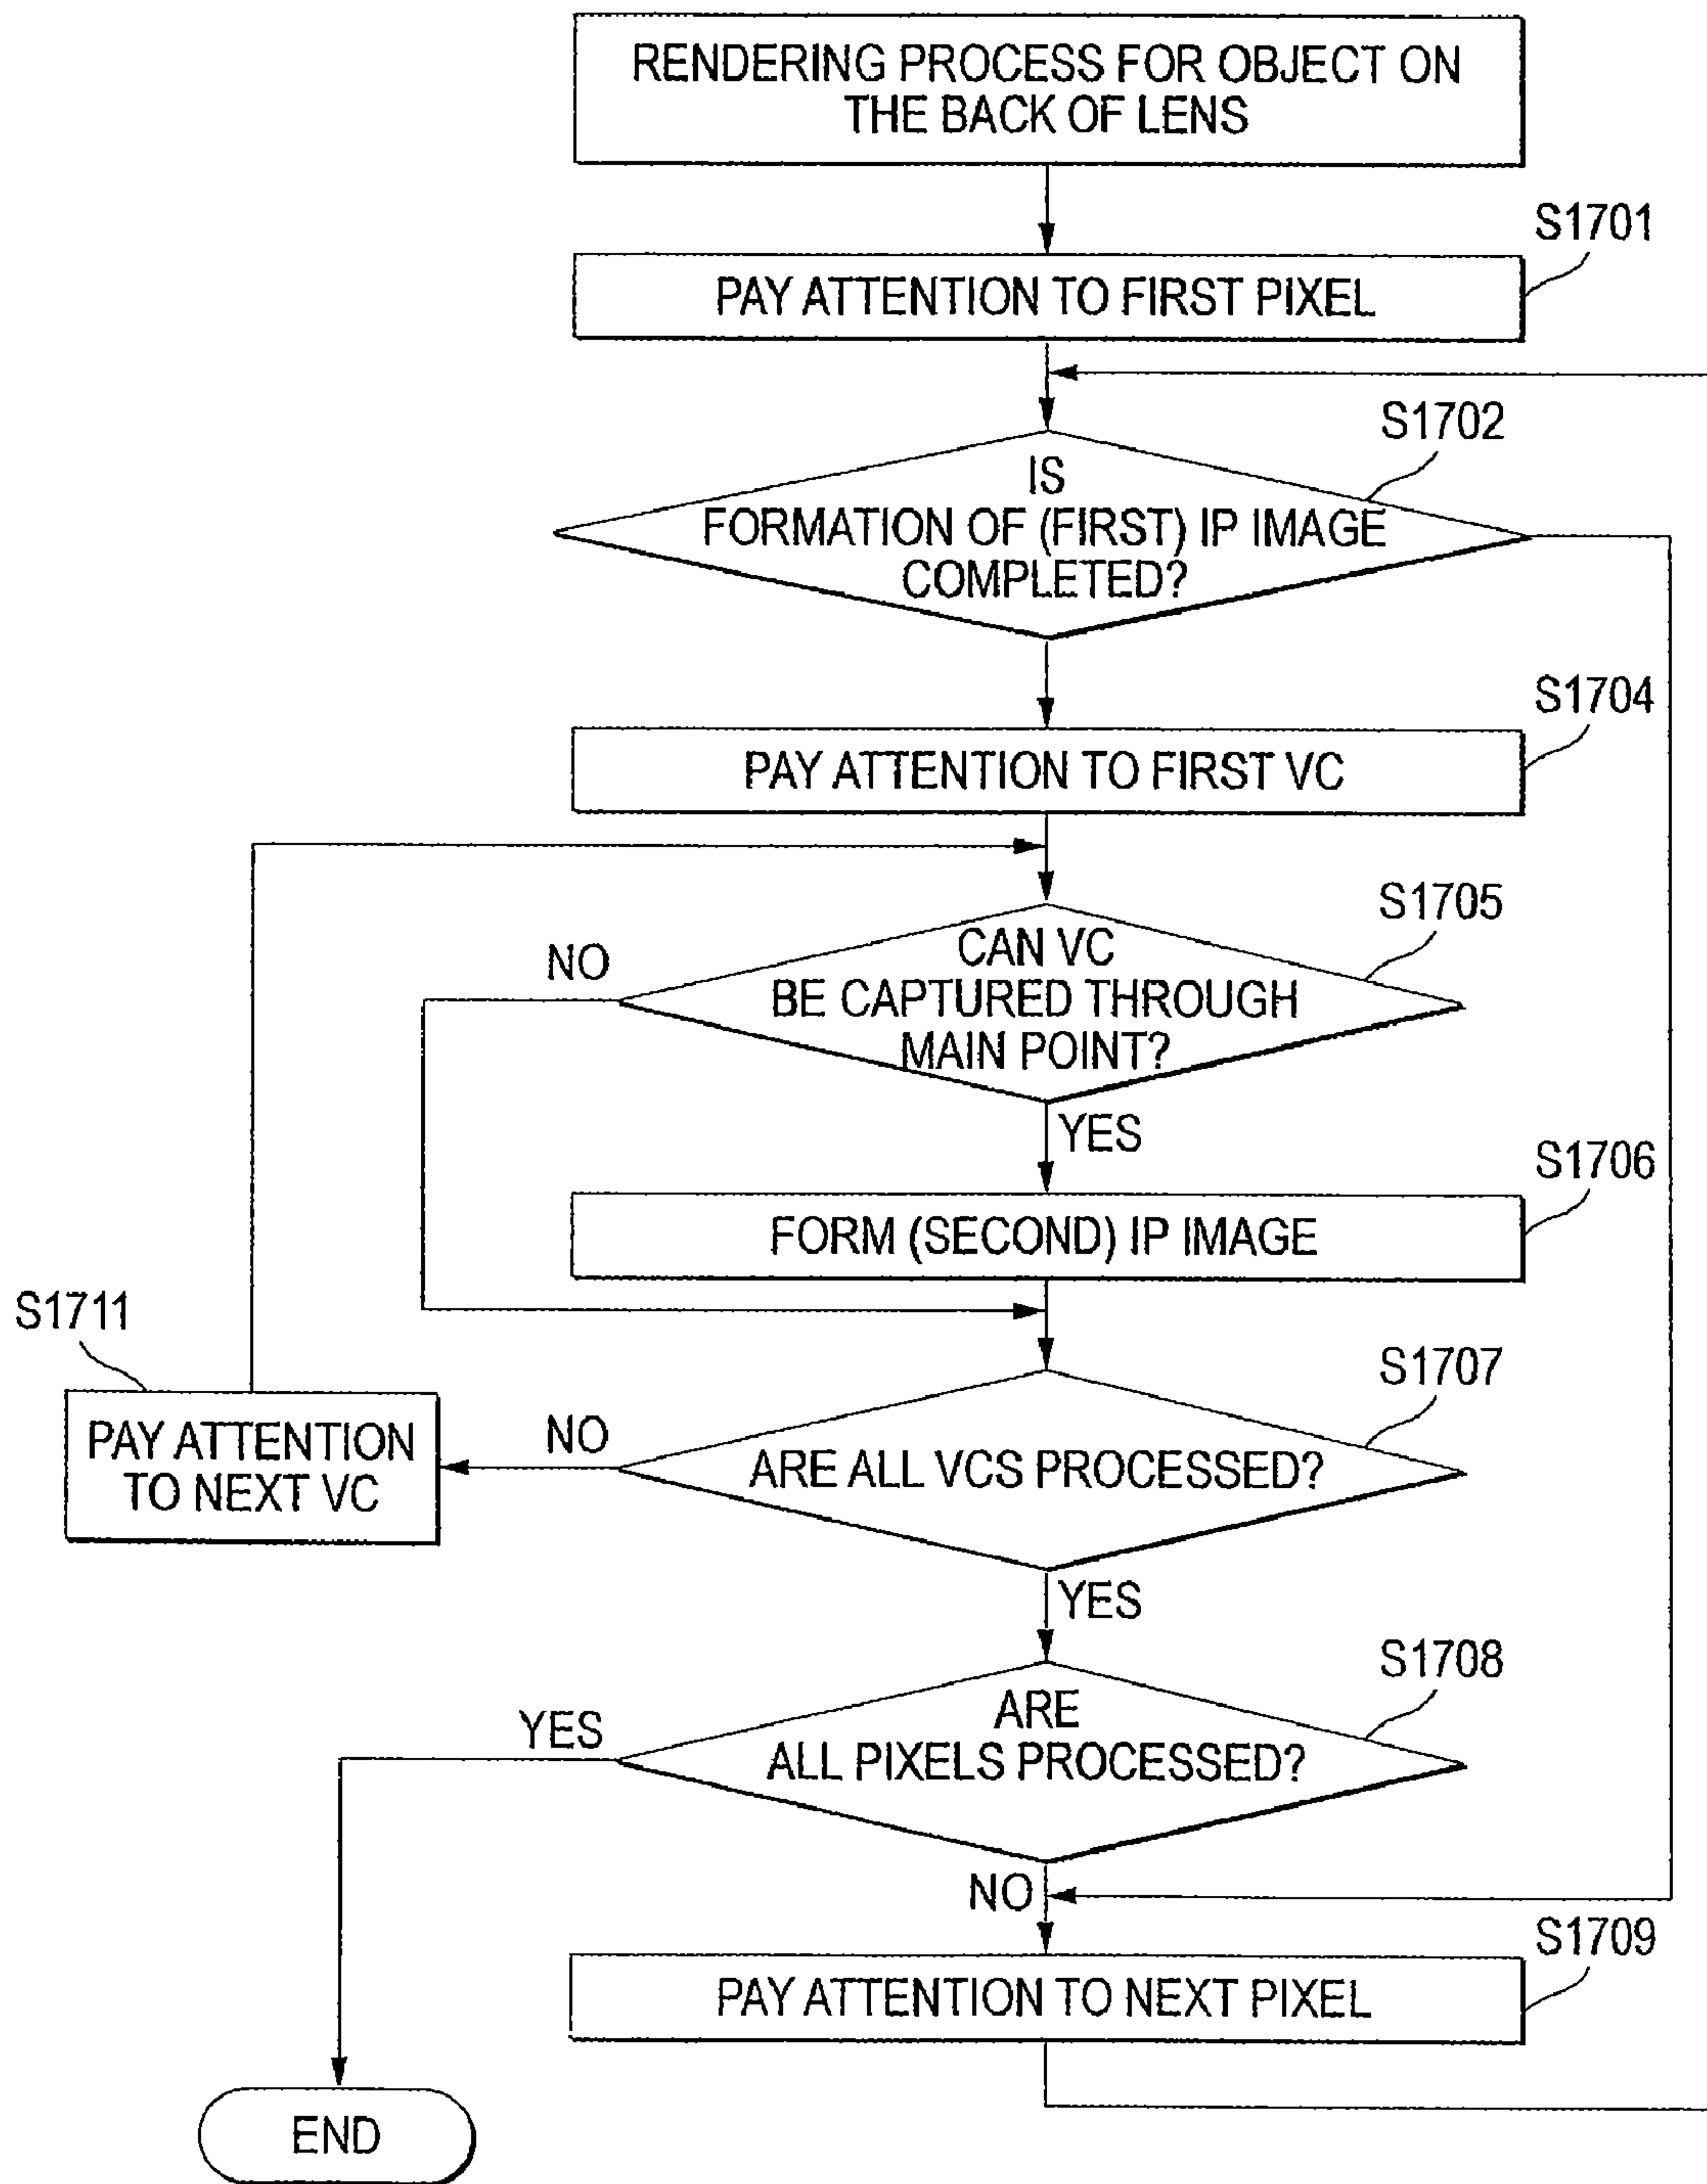 RENDERING PROCESS FOR OBJECT ON
THE BACK OF LENS
S1701
PAY ATTENTION TO FIRST PIXEL
S1702
IS
FORMATION OF (FIRST) IP IMAGE
COMPLETED?
S1704
PAY ATTENTION TO FIRST VC
S1705
NO
CAN VC
BE CAPTURED THROUGH
MAIN POINT?
YES
S1706
FORM (SECOND) IP IMAGE
S1711
PAY ATTENTION
TO NEXT VC
S1707
NO
ARE ALL VCS PROCESSED?
YES
S1708
YES
ARE
ALL PIXELS PROCESSED?
NO
S1709
PAY ATTENTION TO NEXT PIXEL
END